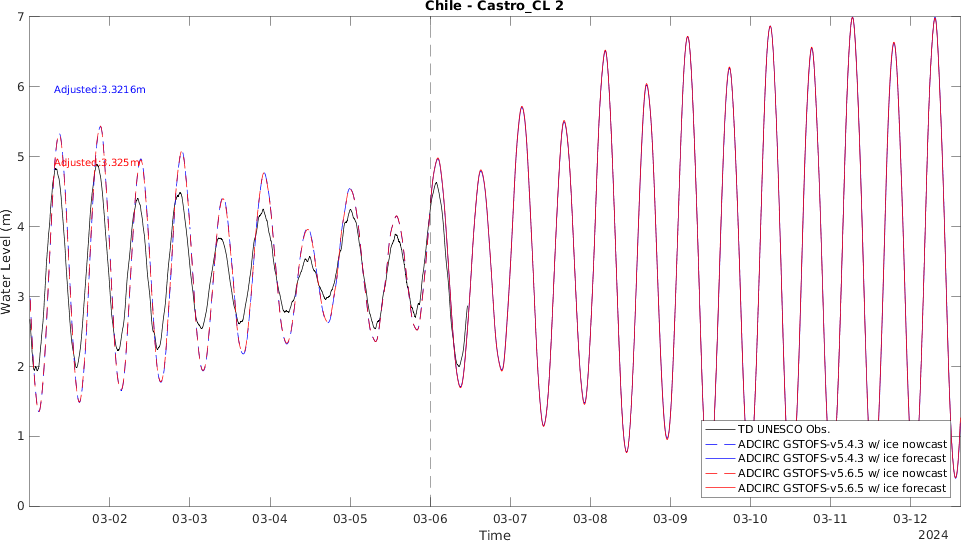 Chile - Castro_CL 2
7
6
5
4
3
2
1
0
Water Level (m)
Adjusted:3.3216m
Adjusted:3.325m
TD UNESCO Obs.
ADCIRC GSTOFS-v5.4.3 w/ ice nowcast
ADCIRC GSTOFS-v5.4.3 w/ ice forecast
ADCIRC GSTOFS-v5.6.5 w/ ice nowcast
ADCIRC GSTOFS-v5.6.5 w/ ice forecast
03-02 03-03 03-04 03-05 03-06 03-07 03-08 03-09 03-10 03-11 03-12
Time
2024